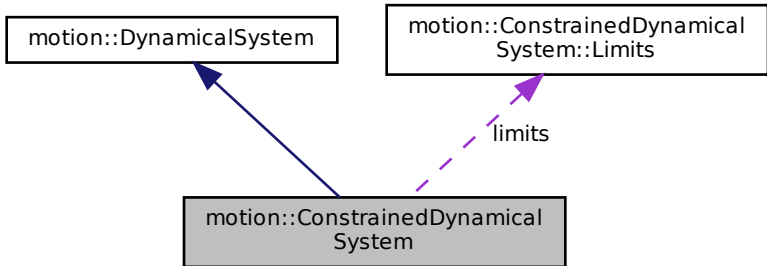 motion::DynamicalSystem
motion::ConstrainedDynamical
System::Limits
limits
motion::ConstrainedDynamical
System